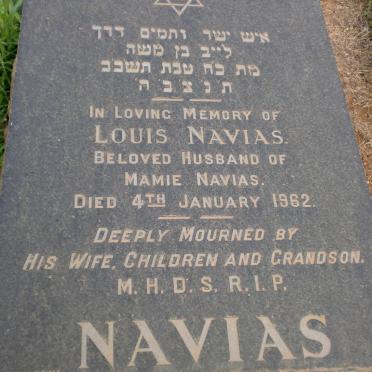 איש ישר ותמים דרך
לייב בן משה
מת כח טבת תשכב
ת נ צ ב ה
IN LOVING MEMORY OF
LOUIS NAVIAS.
BELOVED HUSBAND OF
MAMIE NAVIAS.
DIED 4TH JANUARY 1962.
DEEPLY MOURNED BY
HIS WIFE, CHILDREN AND GRANDSON.
M. H. D. S. R. I. P.
NAVIAS